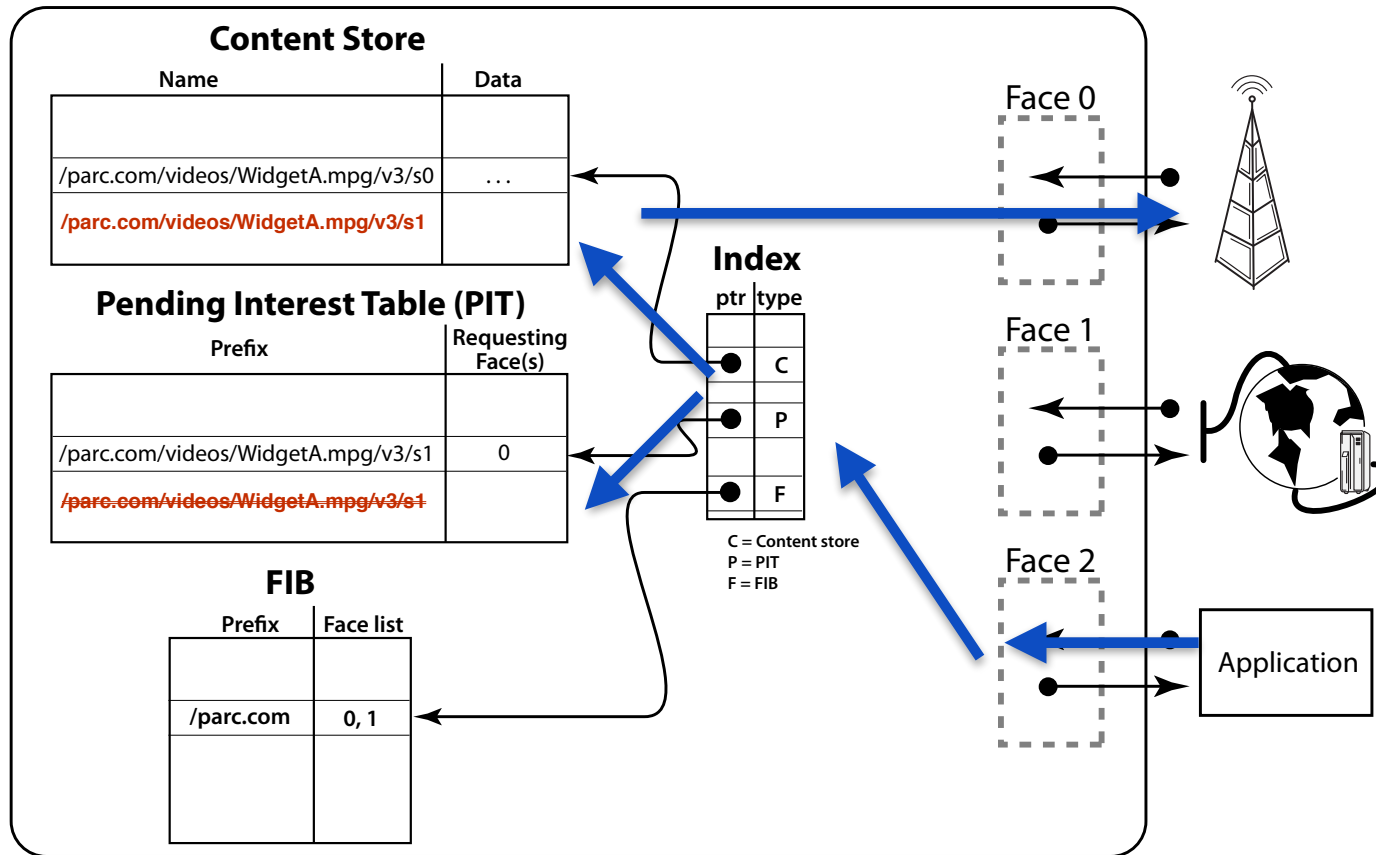 Content Store
Name Data
/parc.com/videos/WidgetA.mpg/v3/s0 ...
/parc.com/videos/WidgetA.mpg/v3/s1
Pending Interest Table (PIT)
Prefix Requesting
Face(s)
/parc.com/videos/WidgetA.mpg/v3/s1 0
/parc.com/videos/WidgetA.mpg/v3/s1
FIB
Prefix Face list
/parc.com 0, 1
Index
ptr type
C
P
F
C = Content store
P = PIT
F = FIB
Face 0
Face 1
Face 2
Application